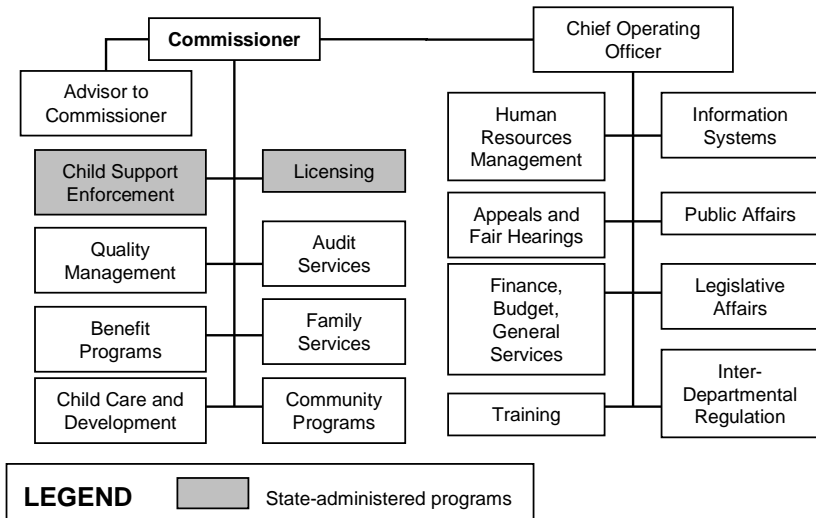 Commissioner
Chief Operating
Officer
Advisor to
Commissioner
Child Support
Enforcement
Licensing
Quality
Management
Audit
Services
Benefit
Programs
Family
Services
Child Care and
Development
Community
Programs
Human
Resources
Management
Information
Systems
Appeals and
Fair Hearings
Public Affairs
Finance,
Budget,
General
Services
Legislative
Affairs
Training
Inter-
Departmental
Regulation
LEGEND
State-administered programs